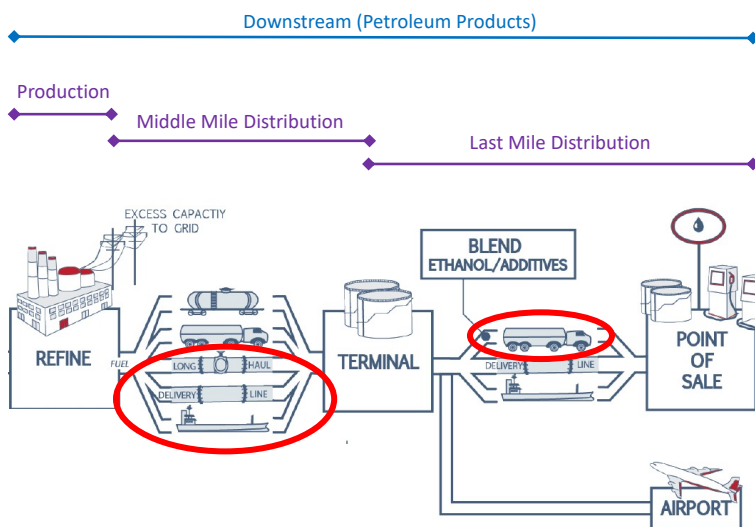 Downstream (Petroleum Products)
Production
Middle Mile Distribution
Last Mile Distribution
EXCESS CAPACTIY
TO GRID
BLEND
ETHANOL/ADDITIVES
REFINE
FUEL
LONG HAUL
DELIVERY LINE
TERMINAL
DELIVERY LINE
POINT
OF
SALE
AIRPORT